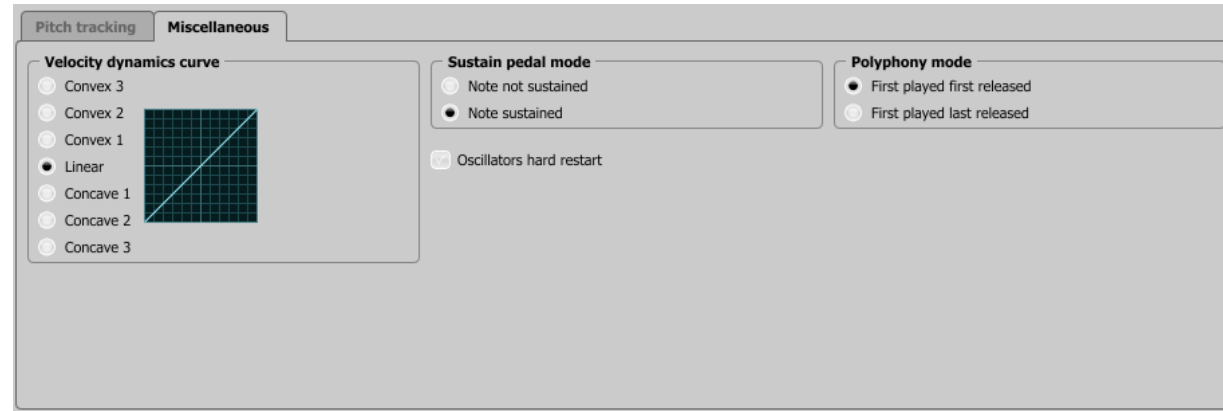 Pitch tracking
Miscellaneous
Velocity dynamics curve
Convex 3
Convex 2
Convex 1
Linear
Concave 1
Concave 2
Concave 3
Sustain pedal mode
Note not sustained
Note sustained
Oscillators hard restart
Polyphony mode
First played first released
First played last released